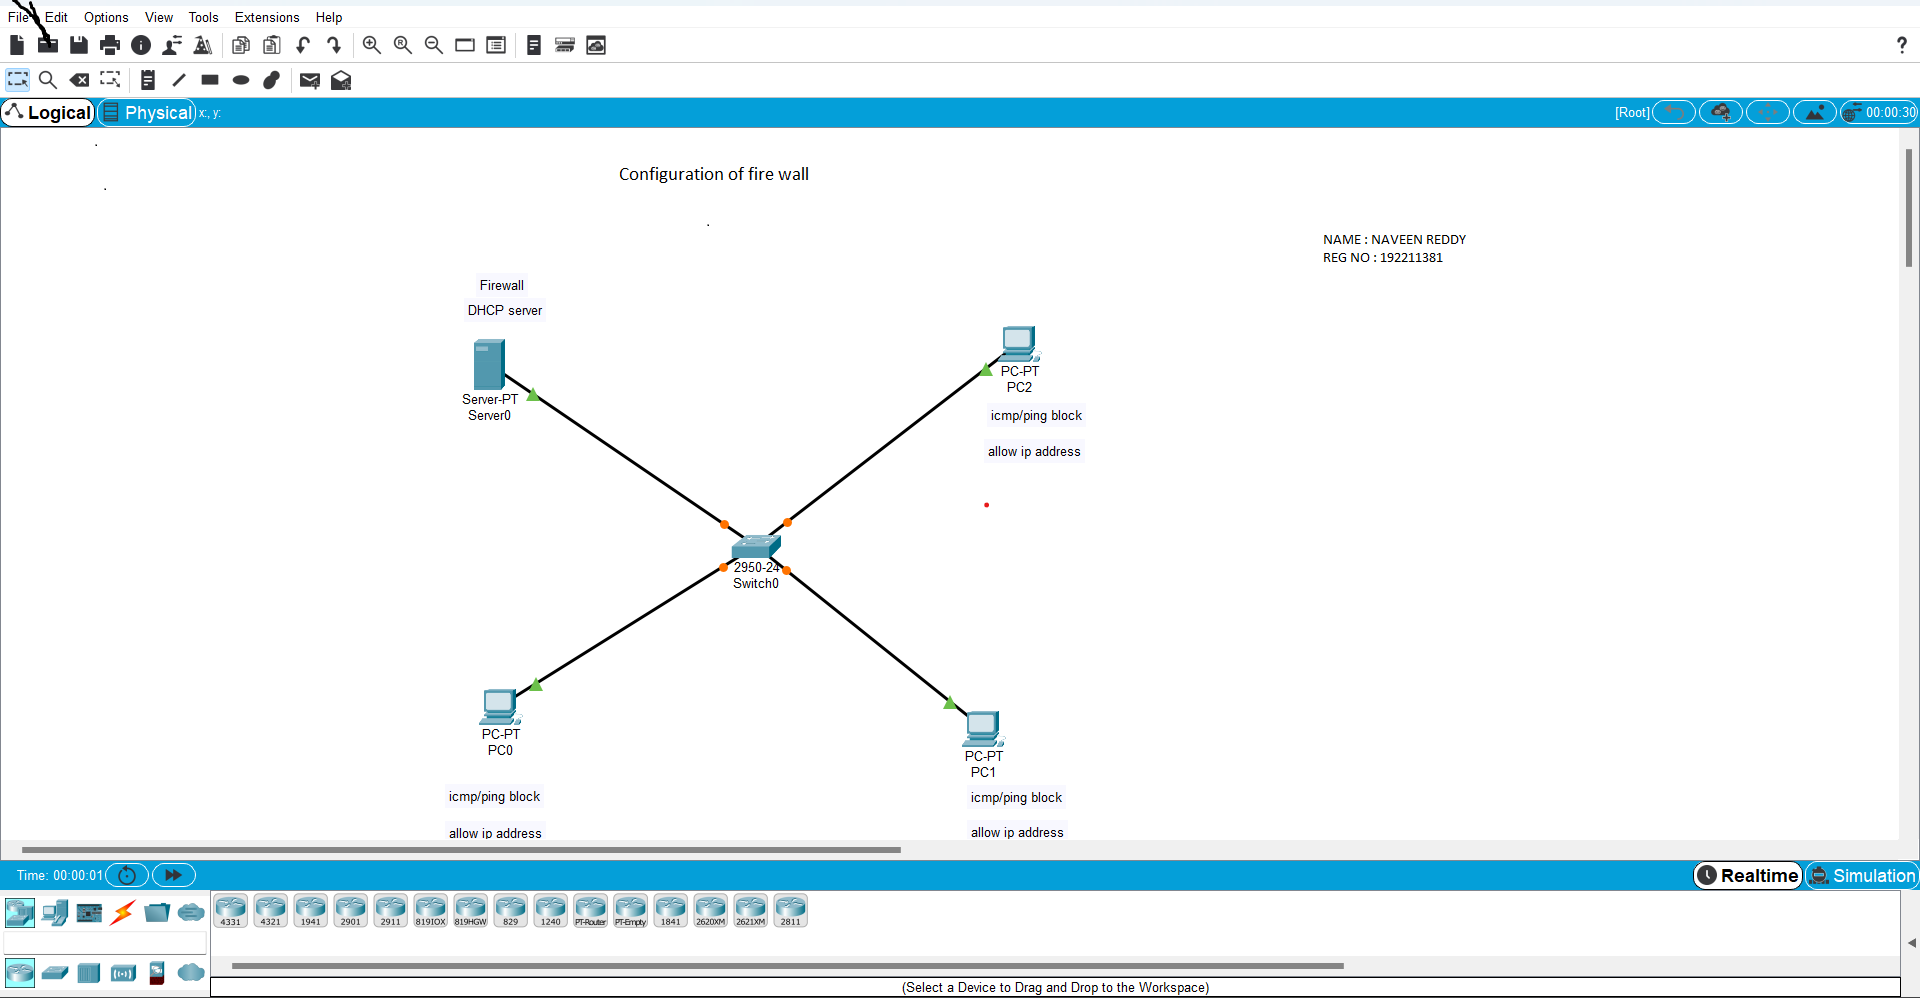 File Edit Options View Tools Extensions Help
?
Logical Physical x:, y: [Root] 00:00:30
Configuration of fire wall
NAME : NAVEEN REDDY
REG NO : 192211381
Firewall
DHCP server
Server-PT
Server0
PC-PT
PC2
icmp/ping block
allow ip address
2950-24
Switch0
PC-PT
PC0
icmp/ping block
allow ip address
PC-PT
PC1
icmp/ping block
allow ip address
Time: 00:00:01 Realtime Simulation
4331 4321 1941 2901 2911 819IOX 819HGW 829 1240 PT-Router PT-Empty 1841 2620XM 2621XM 2811
(Select a Device to Drag and Drop to the Workspace)